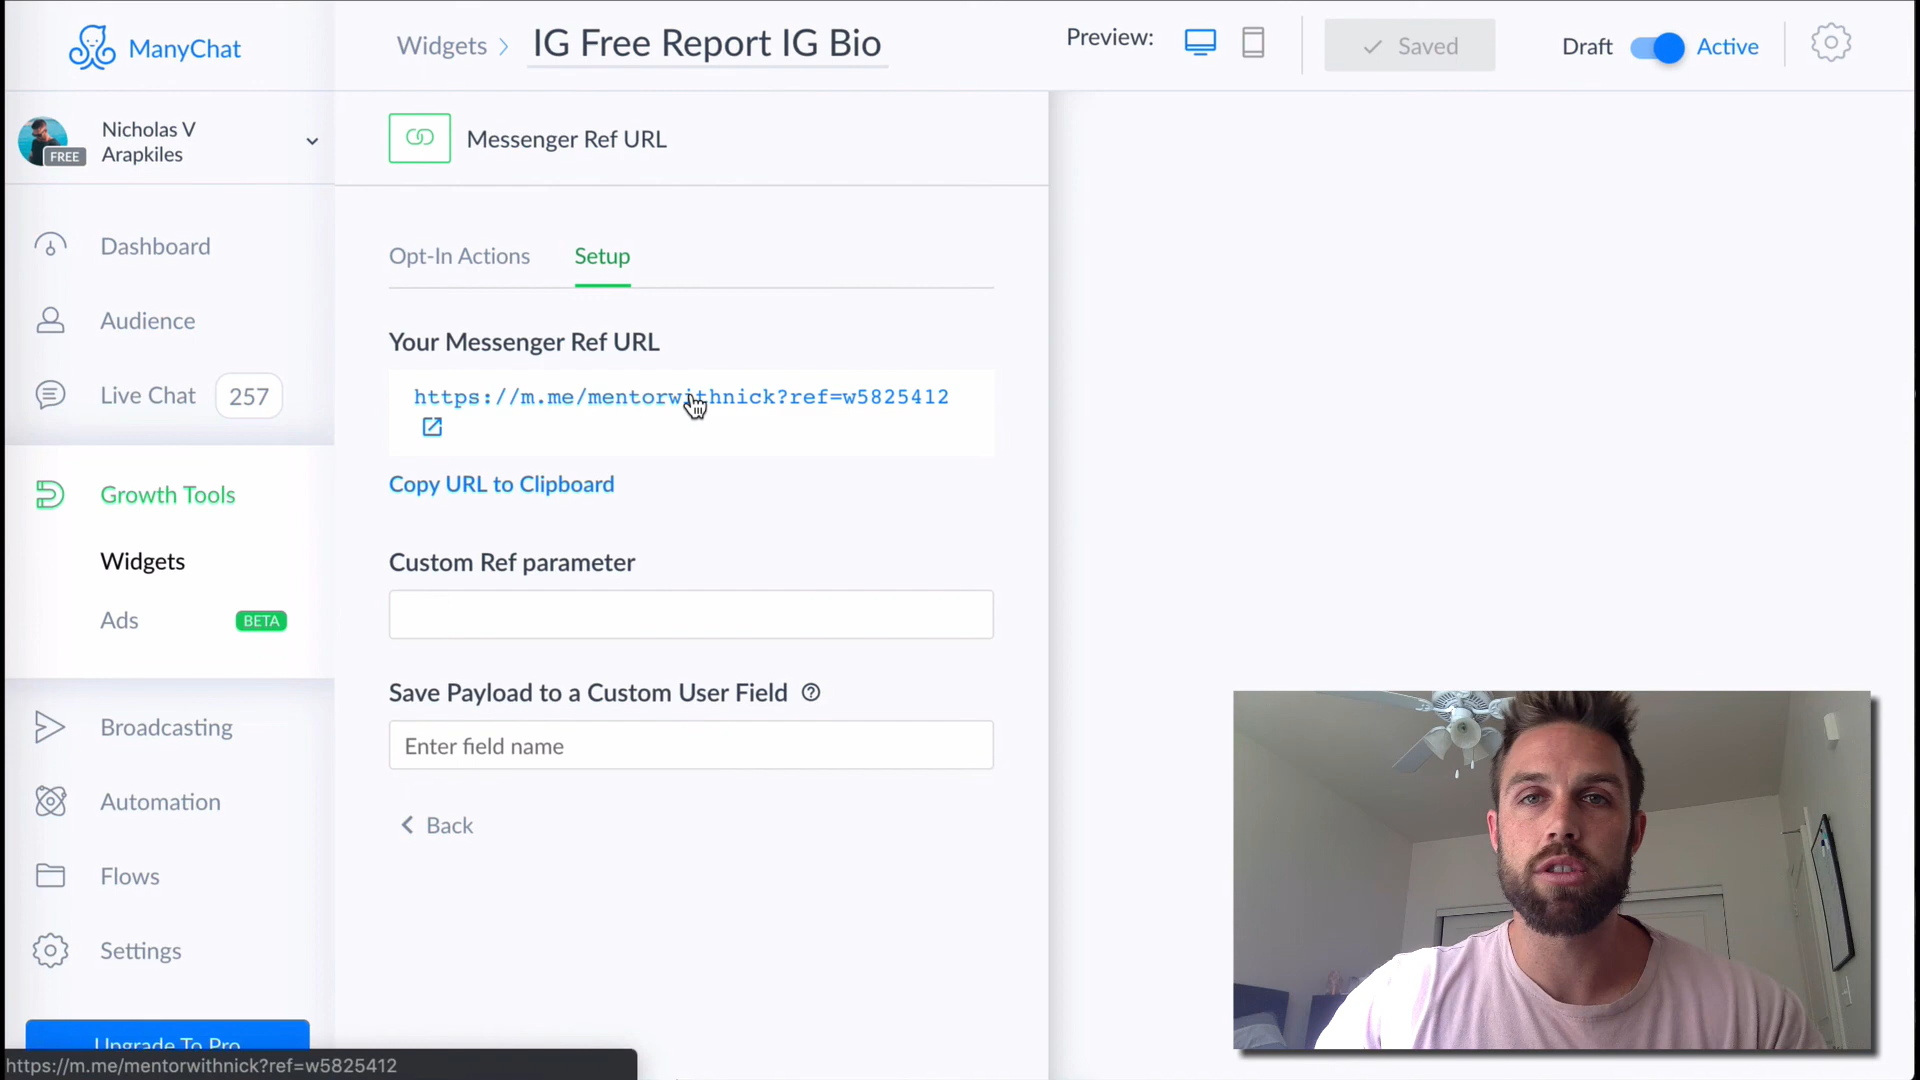 ManyChat
Widgets
IG Free Report IG Bio
Preview:
Saved
Draft
Active
Nicholas V
Arapkiles
FREE
Messenger Ref URL
Dashboard
Audience
Live Chat
257
Growth Tools
Widgets
Ads
BETA
Broadcasting
Automation
Flows
Settings
Upgrade To Pro
Opt-In Actions
Setup
Your Messenger Ref URL
https://m.me/mentorwithnick?ref=w5825412
Copy URL to Clipboard
Custom Ref parameter
Save Payload to a Custom User Field
Enter field name
Back
https://m.me/mentorwithnick?ref=w5825412